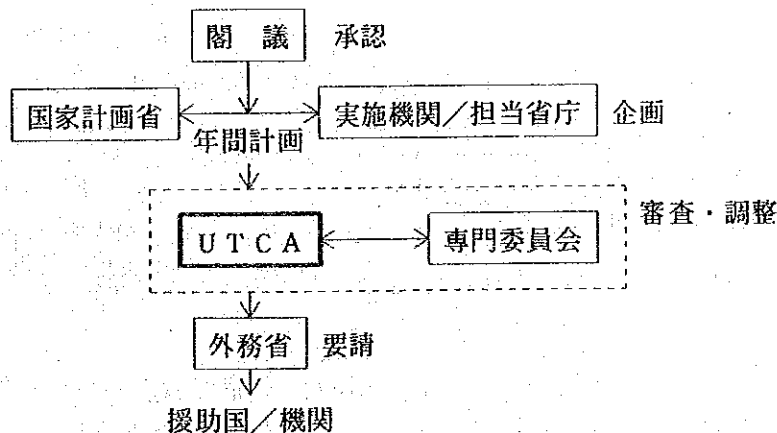 閣 議 承認
国家計画省 実施機関／担当省庁 企画
年間計画
審査・調整
ＵＴＣＡ 専門委員会
外務省 要請
援助国／機関